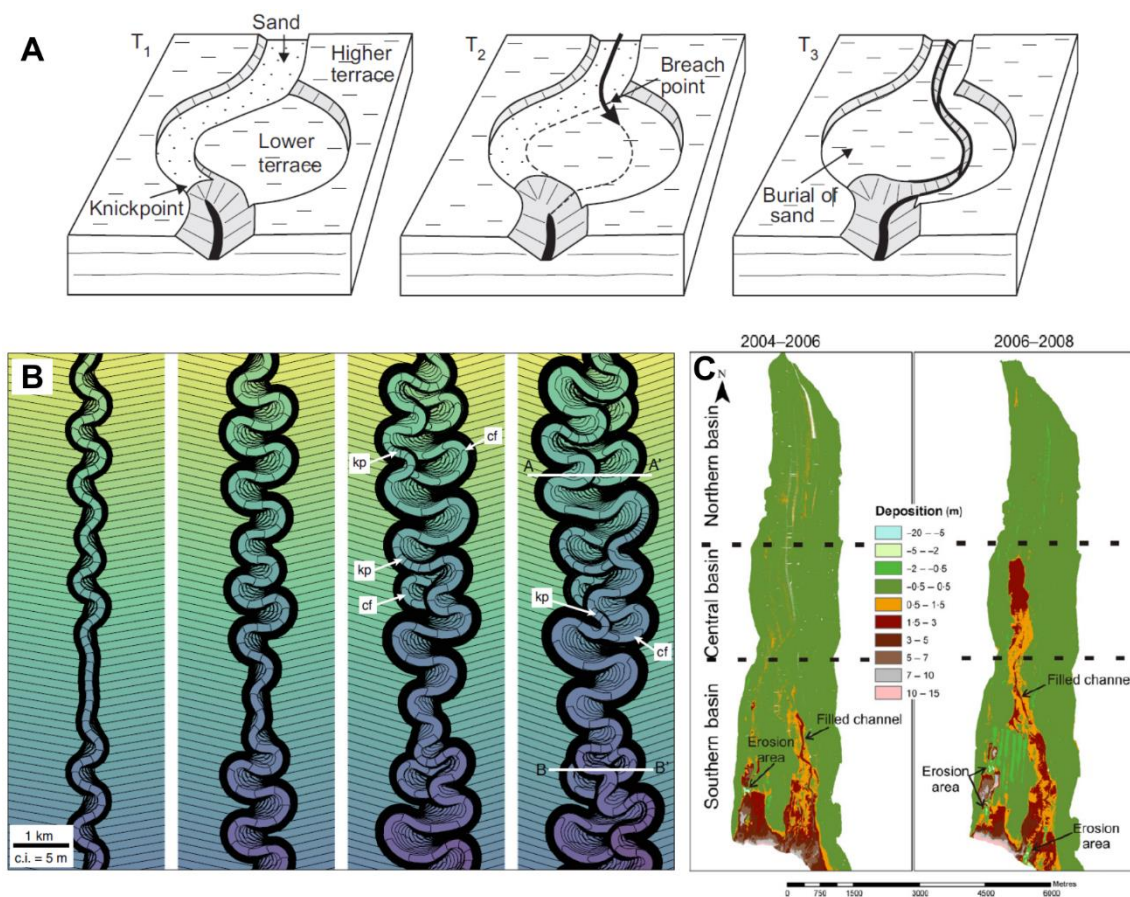 A
T1
Sand
Higher
terrace
Lower
terrace
Knickpoint
T2
Breach
point
T3
Burial of
sand
B
kp
cf
kp
cf
A
A'
kp
cf
B
B'
1 km
c.i. = 5 m
C
N
2004–2006
2006–2008
Northern basin
Central basin
Southern basin
Deposition (m)
-20 – -5
-5 – -2
-2 – -0·5
-0·5 – 0·5
0·5 – 1·5
1·5 – 3
3 – 5
5 – 7
7 – 10
10 – 15
Filled channel
Erosion
area
Filled channel
Erosion
area
Erosion
area
Metres
0 750 1500 3000 4500 6000